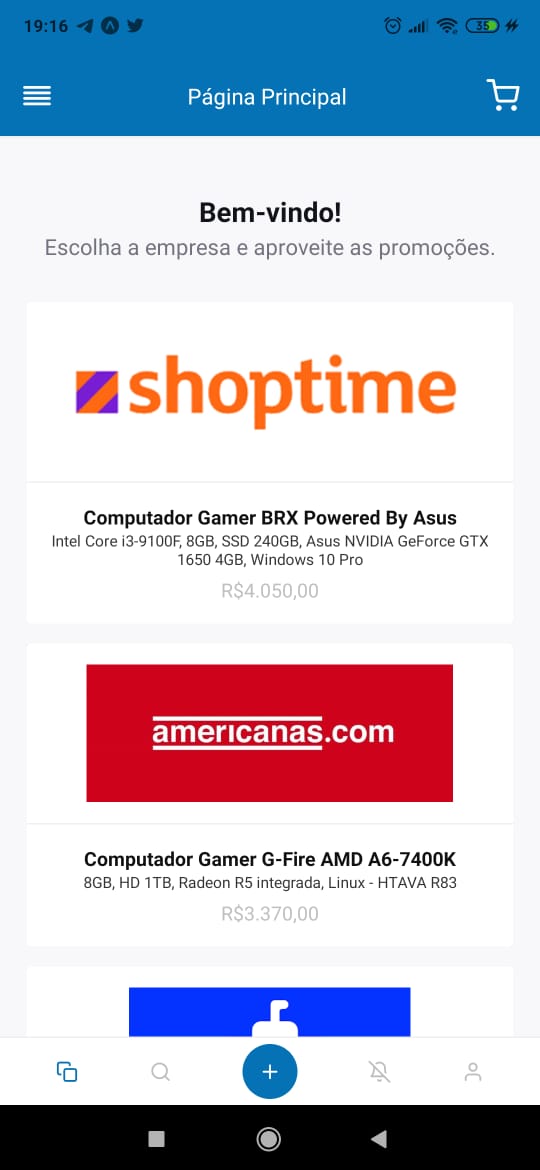 19:16
35
Página Principal
Bem-vindo!
Escolha a empresa e aproveite as promoções.
shoptime
Computador Gamer BRX Powered By Asus
Intel Core i3-9100F, 8GB, SSD 240GB, Asus NVIDIA GeForce GTX
1650 4GB, Windows 10 Pro
R$4.050,00
americanas.com
Computador Gamer G-Fire AMD A6-7400K
8GB, HD 1TB, Radeon R5 integrada, Linux - HTAVA R83
R$3.370,00